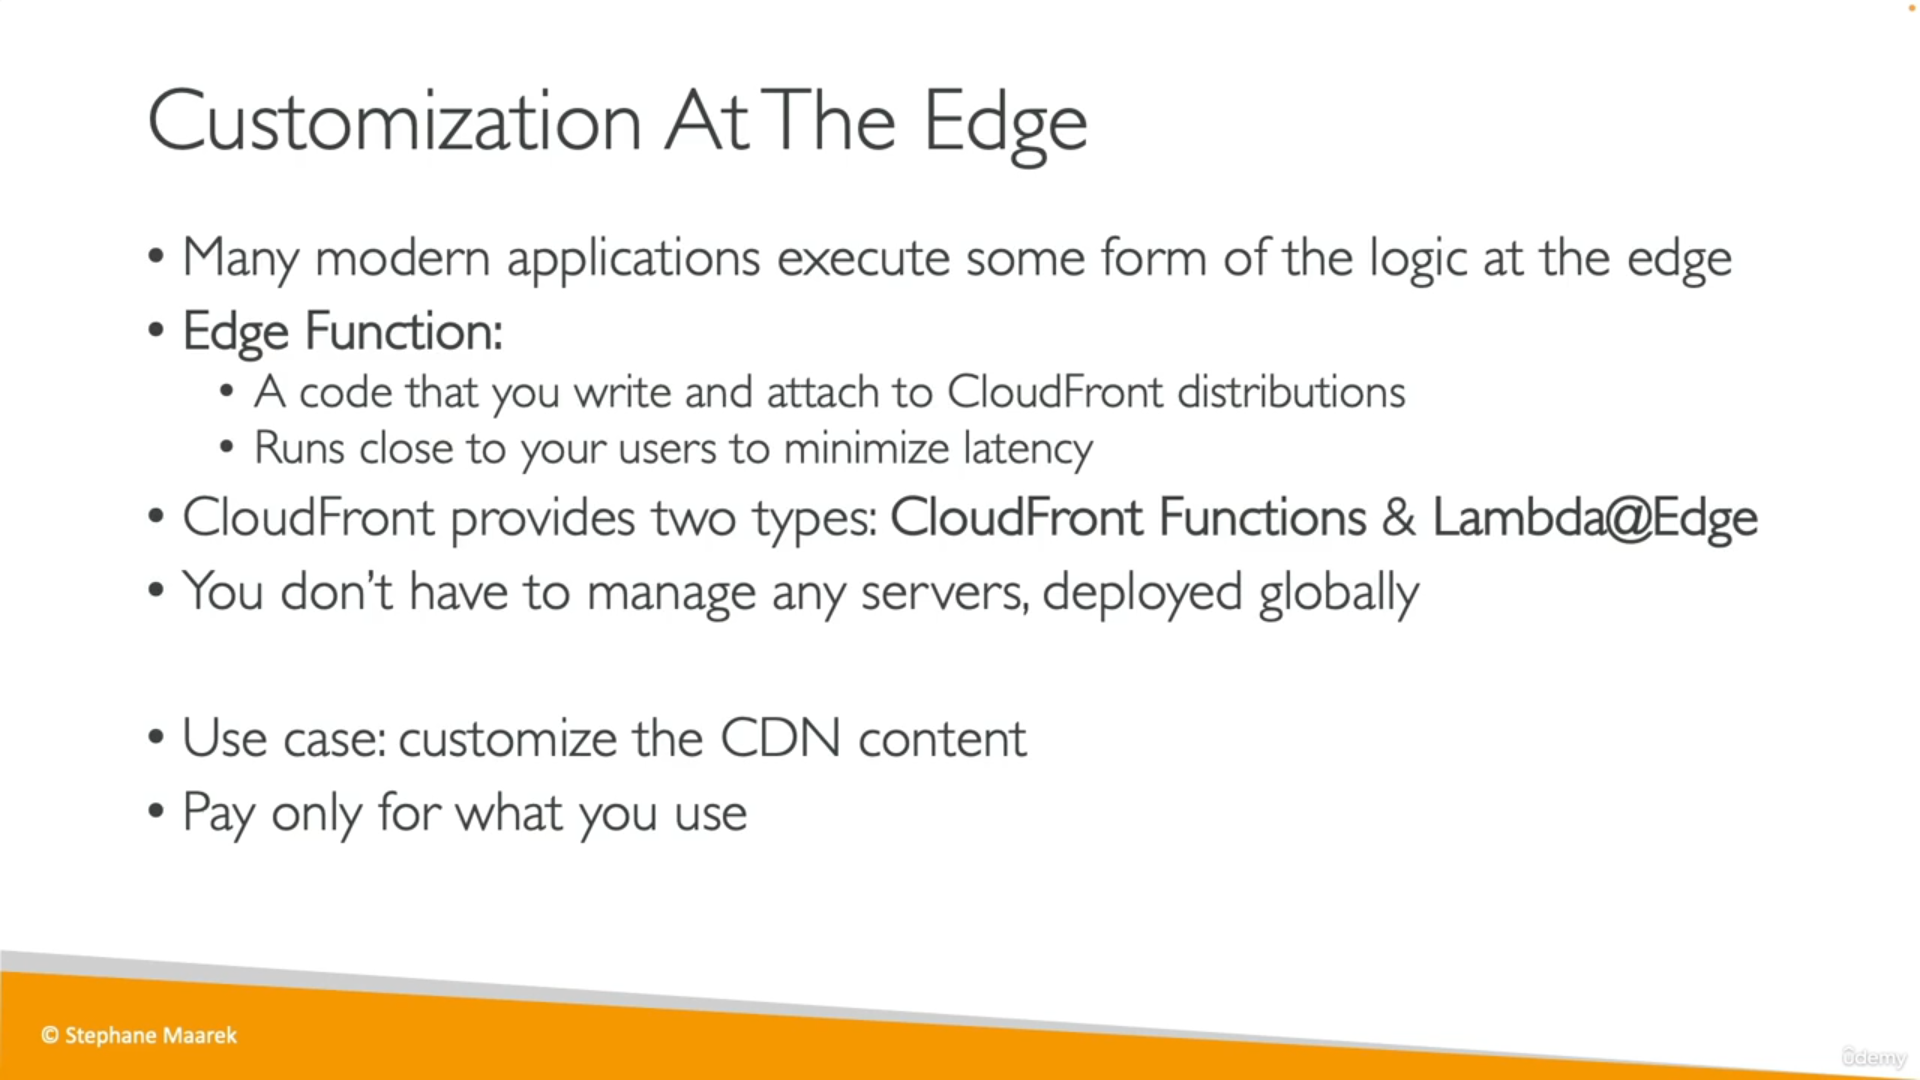 Customization At The Edge
• Many modern applications execute some form of the logic at the edge
• Edge Function:
• A code that you write and attach to CloudFront distributions
• Runs close to your users to minimize latency
• CloudFront provides two types: CloudFront Functions & Lambda@Edge
• You don’t have to manage any servers, deployed globally
• Use case: customize the CDN content
• Pay only for what you use
© Stephane Maarek
ûdemy